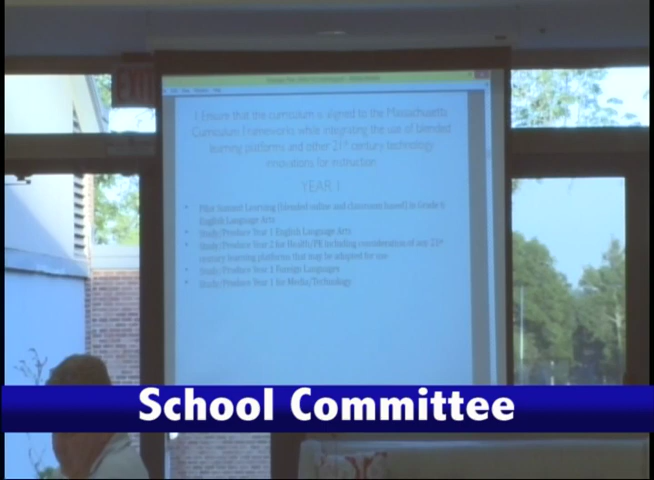 EXIT
1. Ensure that the curriculum is aligned to the Massachusetts
Curriculum Frameworks while integrating the use of blended
learning platforms and other 21st century technology
innovations for instruction
YEAR 1
• Pilot Summit Learning (blended online and classroom based) in Grade 6
English Language Arts
• Study/Produce Year 1 English Language Arts
• Study/Produce Year 2 for Health/PE including consideration of any 21st
century learning platforms that may be adapted for use
• Study/Produce Year 1 Foreign Languages
• Study/Produce Year 1 for Media/Technology
School Committee